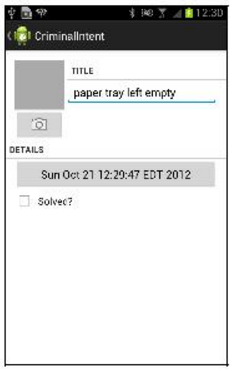 12:30
CriminalIntent
TITLE
paper tray left empty
DETAILS
Sun Oct 21 12:29:47 EDT 2012
Solved?